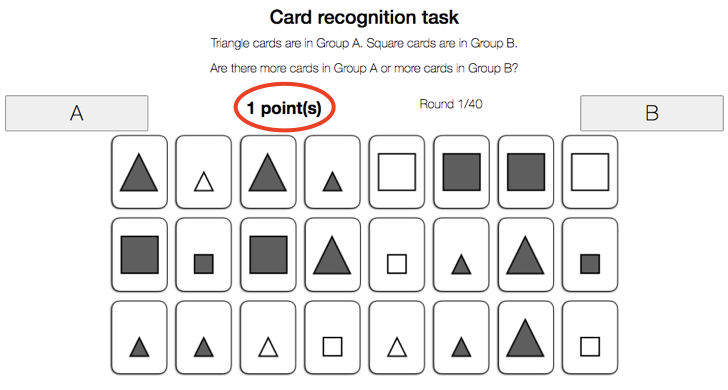 Card recognition task
Triangle cards are in Group A. Square cards are in Group B.
Are there more cards in Group A or more cards in Group B?
A
1 point(s)
Round 1/40
B